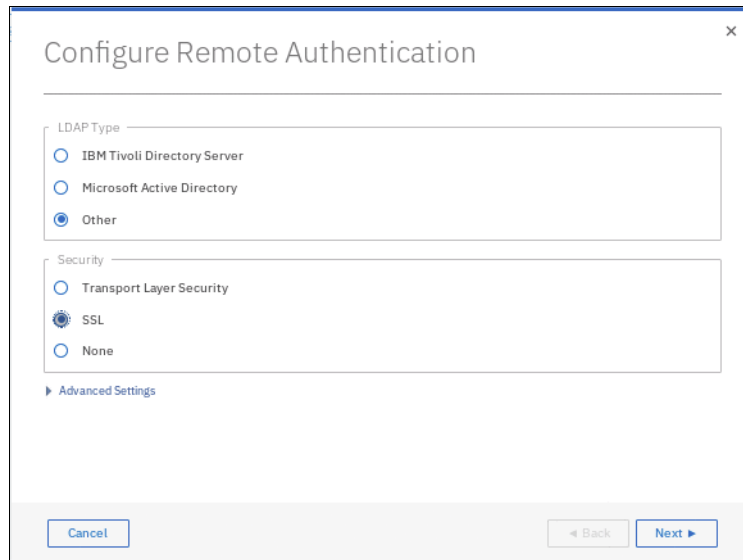 Configure Remote Authentication
LDAP Type
IBM Tivoli Directory Server
Microsoft Active Directory
Other
Security
Transport Layer Security
SSL
None
Advanced Settings
Cancel
Back
Next